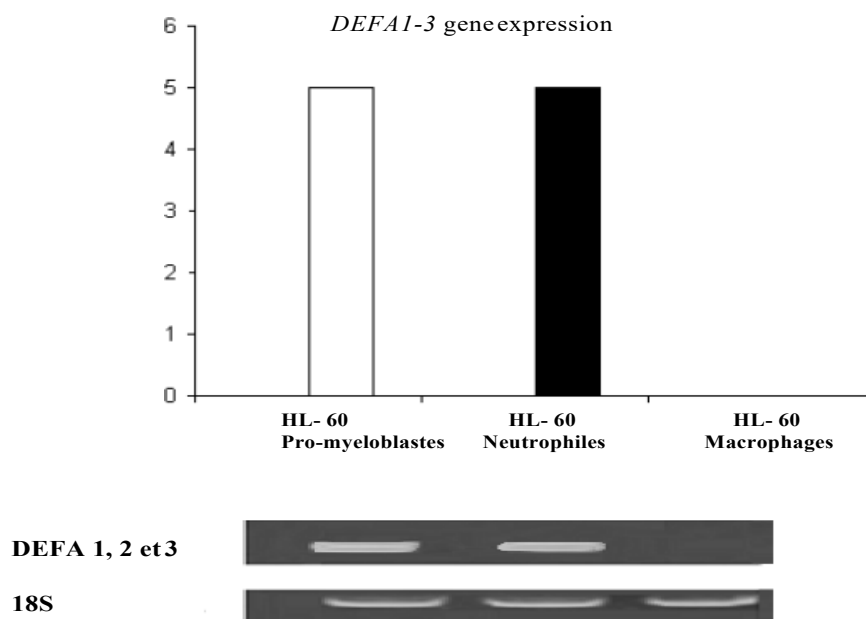 DEFA1-3 gene expression
6
5
4
3
2
1
0
HL- 60 HL- 60 HL- 60
Pro-myeloblastes Neutrophiles Macrophages
DEFA 1, 2 et 3
18S